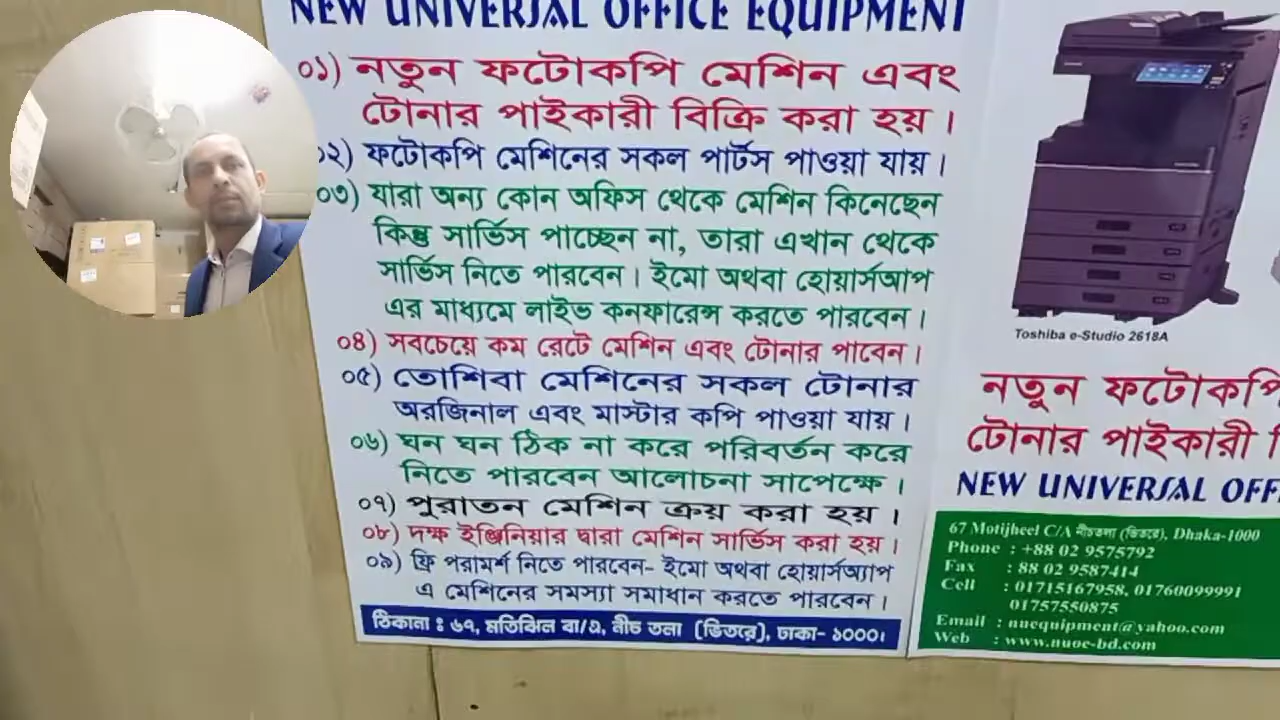 NEW UNIVERSAL OFFICE EQUIPMENT
০১) নতুন ফটোকপি মেশিন এবং
টোনার পাইকারী বিক্রি করা হয়।
০২) ফটোকপি মেশিনের সকল পার্টস পাওয়া যায়।
০৩) যারা অন্য কোন অফিস থেকে মেশিন কিনেছেন
কিন্তু সার্ভিস পাচ্ছেন না, তারা এখান থেকে
সার্ভিস নিতে পারবেন। ইমো অথবা হোয়ার্সআপ
এর মাধ্যমে লাইভ কনফারেন্স করতে পারবেন।
০৪) সবচেয়ে কম রেটে মেশিন এবং টোনার পাবেন।
০৫) তোশিবা মেশিনের সকল টোনার
অরজিনাল এবং মাস্টার কপি পাওয়া যায়।
০৬) ঘন ঘন ঠিক না করে পরিবর্তন করে
নিতে পারবেন আলোচনা সাপেক্ষে।
০৭) পুরাতন মেশিন ক্রয় করা হয়।
০৮) দক্ষ ইঞ্জিনিয়ার দ্বারা মেশিন সার্ভিস করা হয়।
০৯) ফ্রি পরামর্শ নিতে পারবেন- ইমো অথবা হোয়ার্সঅ্যাপ
এ মেশিনের সমস্যা সমাধান করতে পারবেন।
ঠিকানা : ৬৭, মতিঝিল বা/এ, নীচ তলা (ভিতরে), ঢাকা- ১০০০।
Toshiba e-Studio 2618A
নতুন ফটোকপি
টোনার পাইকারী
NEW UNIVERSAL OFF
67 Motijheel C/A নীচতলা (ভিতরে), Dhaka-1000
Phone : +88 02 9575792
Fax : 88 02 9587414
Cell : 01715167958, 01760099991
01757550875
Email : nuequipment@yahoo.com
Web : www.nuoe-bd.com